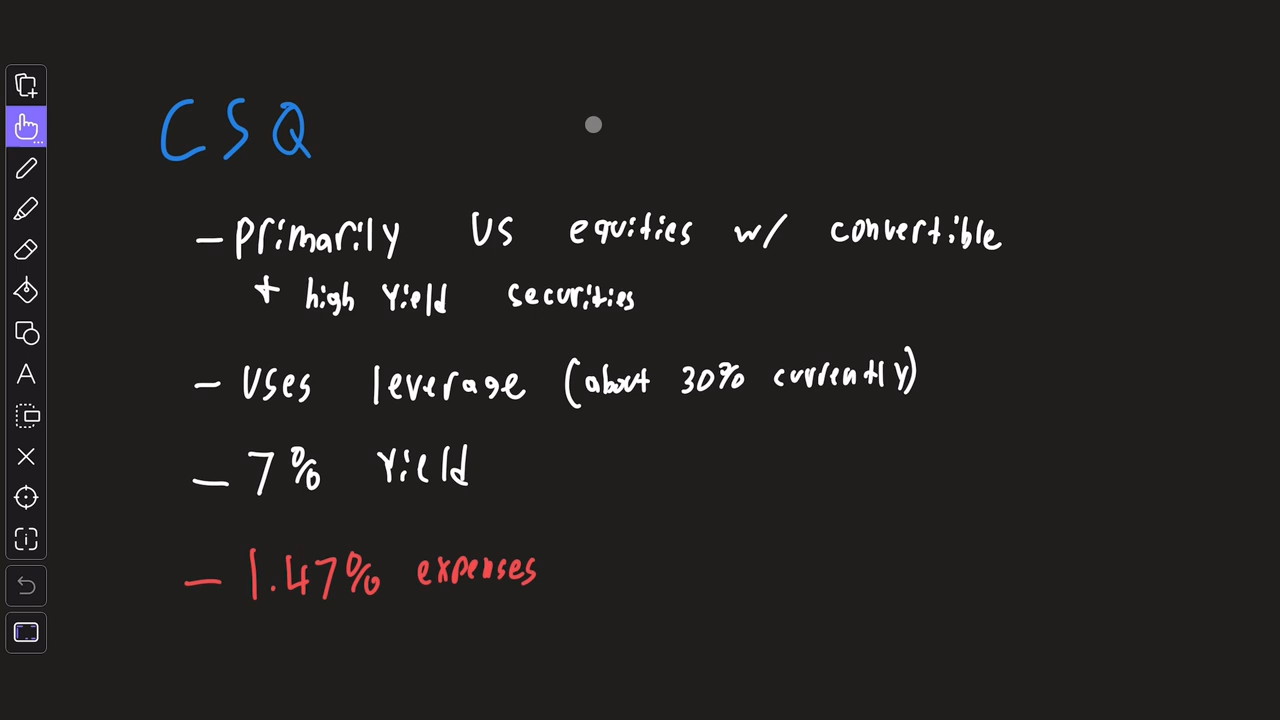 CSQ
- Primarily US equities w/ convertible
+ high Yield securities
- Uses leverage (about 30% currently)
- 7% Yield
- 1.47% expenses